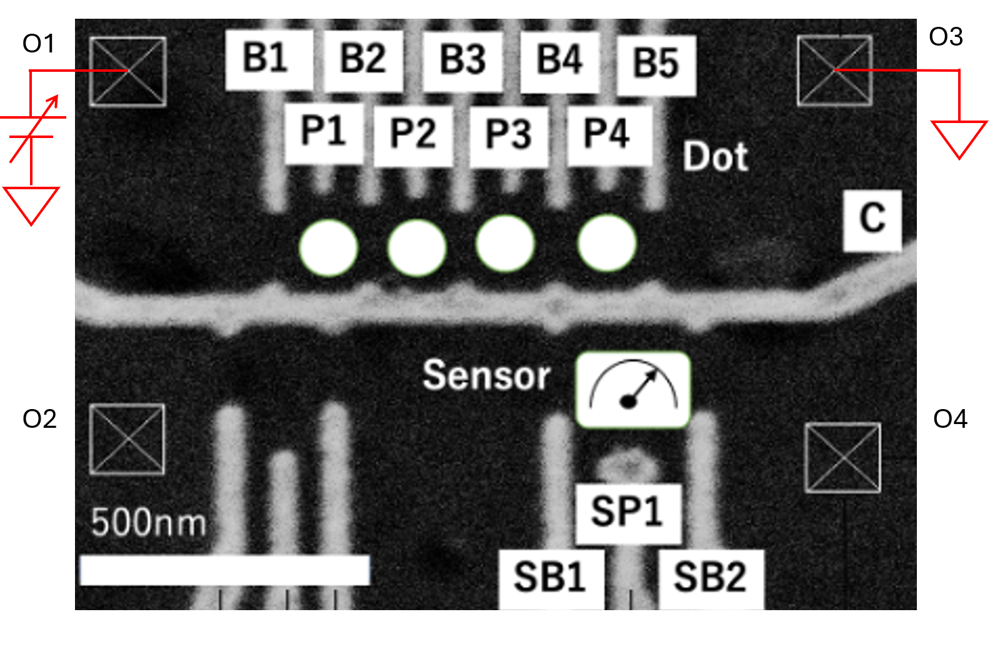 O1
O3
B1
B2
B3
B4
B5
P1
P2
P3
P4
Dot
C
Sensor
O2
O4
500nm
SP1
SB1
SB2